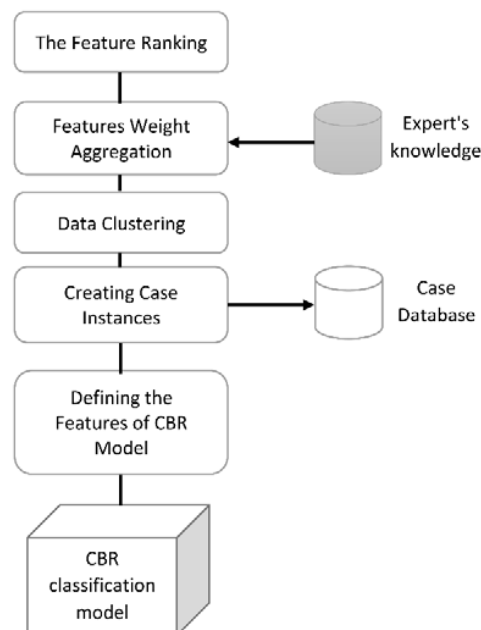 The Feature Ranking
Features Weight
Aggregation
Expert's
knowledge
Data Clustering
Creating Case
Instances
Case
Database
Defining the
Features of CBR
Model
CBR
classification
model